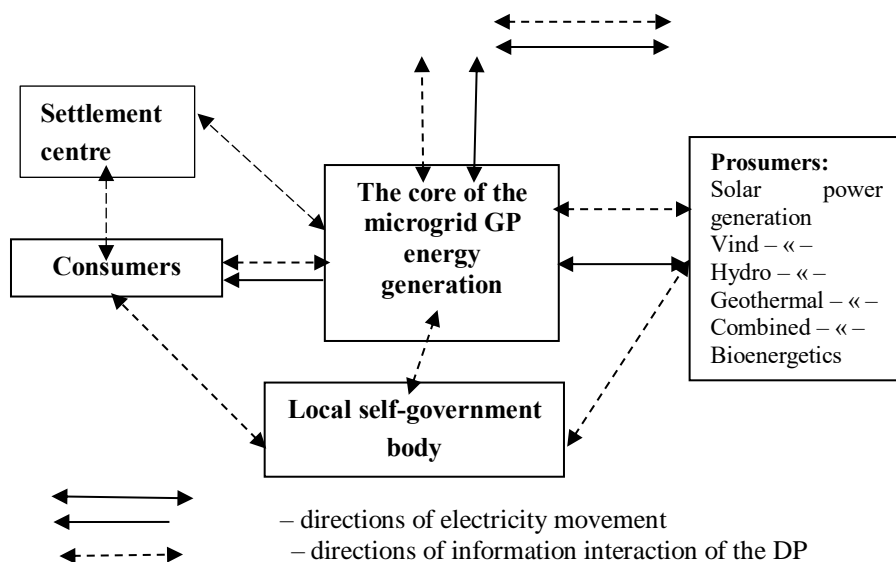 Settlement
centre
The core of the
microgrid GP
energy
generation
Consumers
Prosumers:
Solar power
generation
Vind – « –
Hydro – « –
Geothermal – « –
Combined – « –
Bioenergetics
Local self-government
body
– directions of electricity movement
– directions of information interaction of the DP